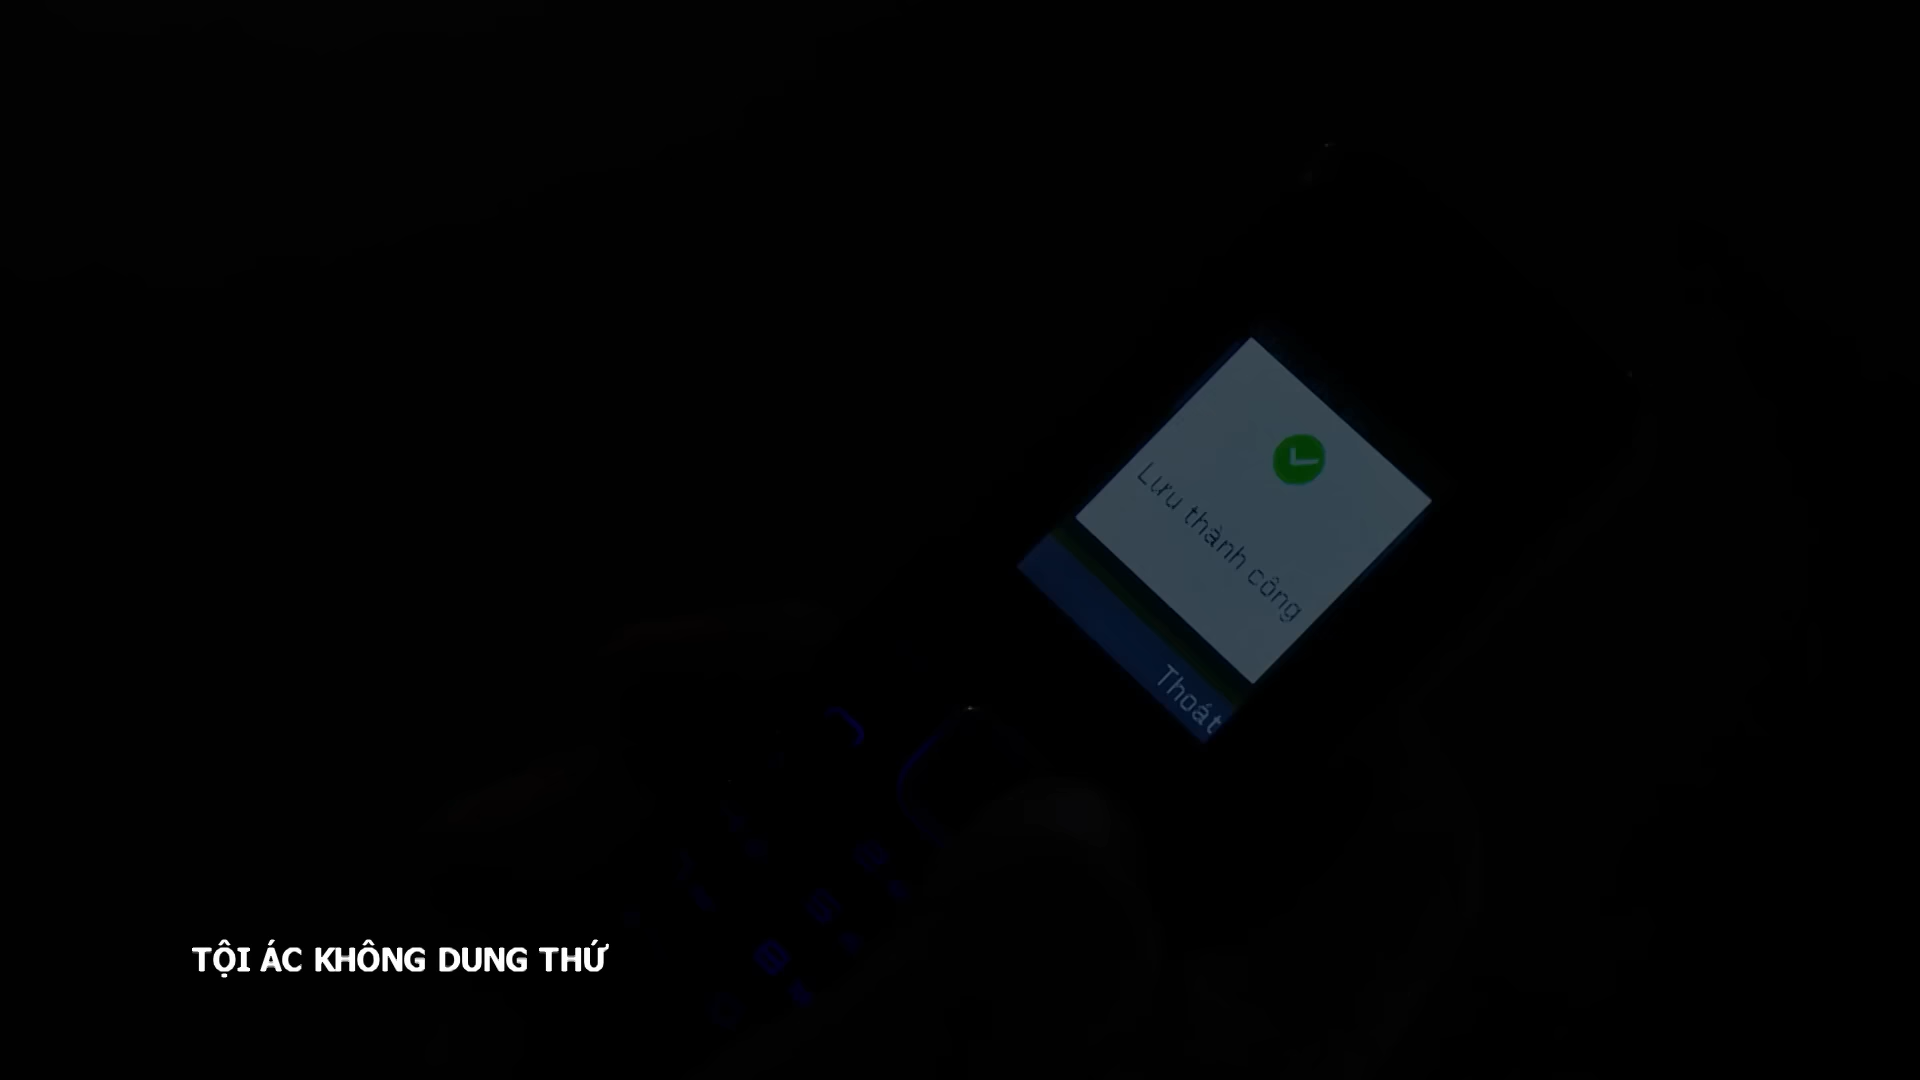 Lưu thành công
Thoát
TỘI ÁC KHÔNG DUNG THỨ